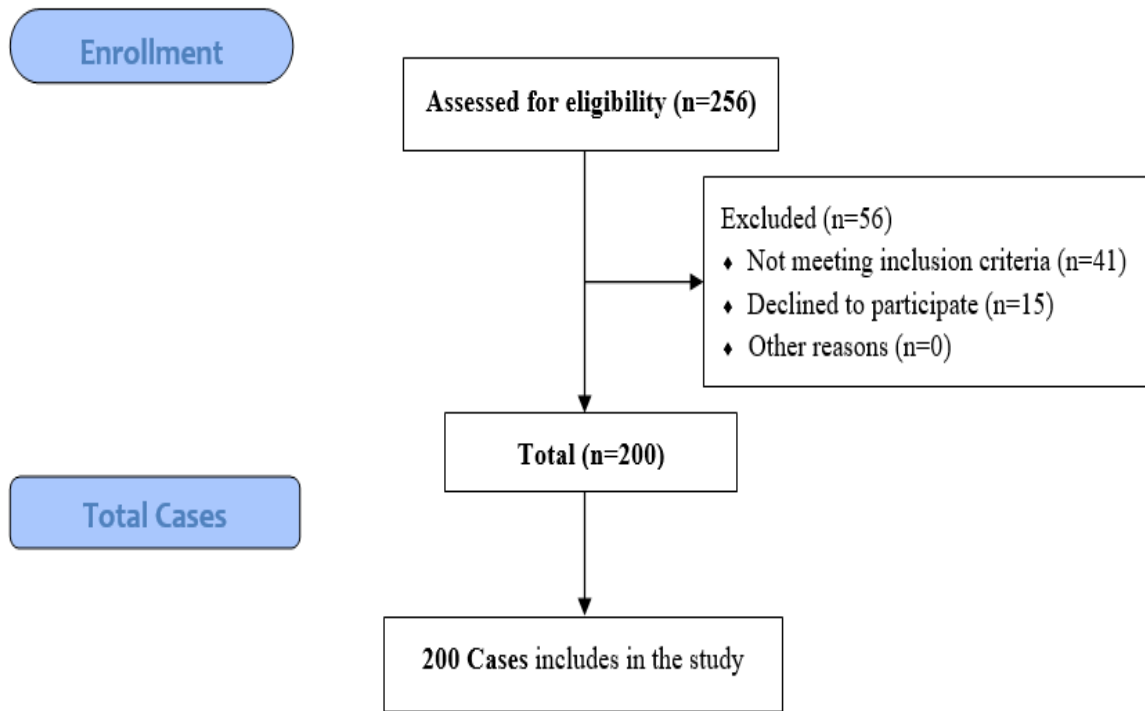 Enrollment
Assessed for eligibility (n=256)
Excluded (n=56)
♦ Not meeting inclusion criteria (n=41)
♦ Declined to participate (n=15)
♦ Other reasons (n=0)
Total (n=200)
Total Cases
200 Cases includes in the study